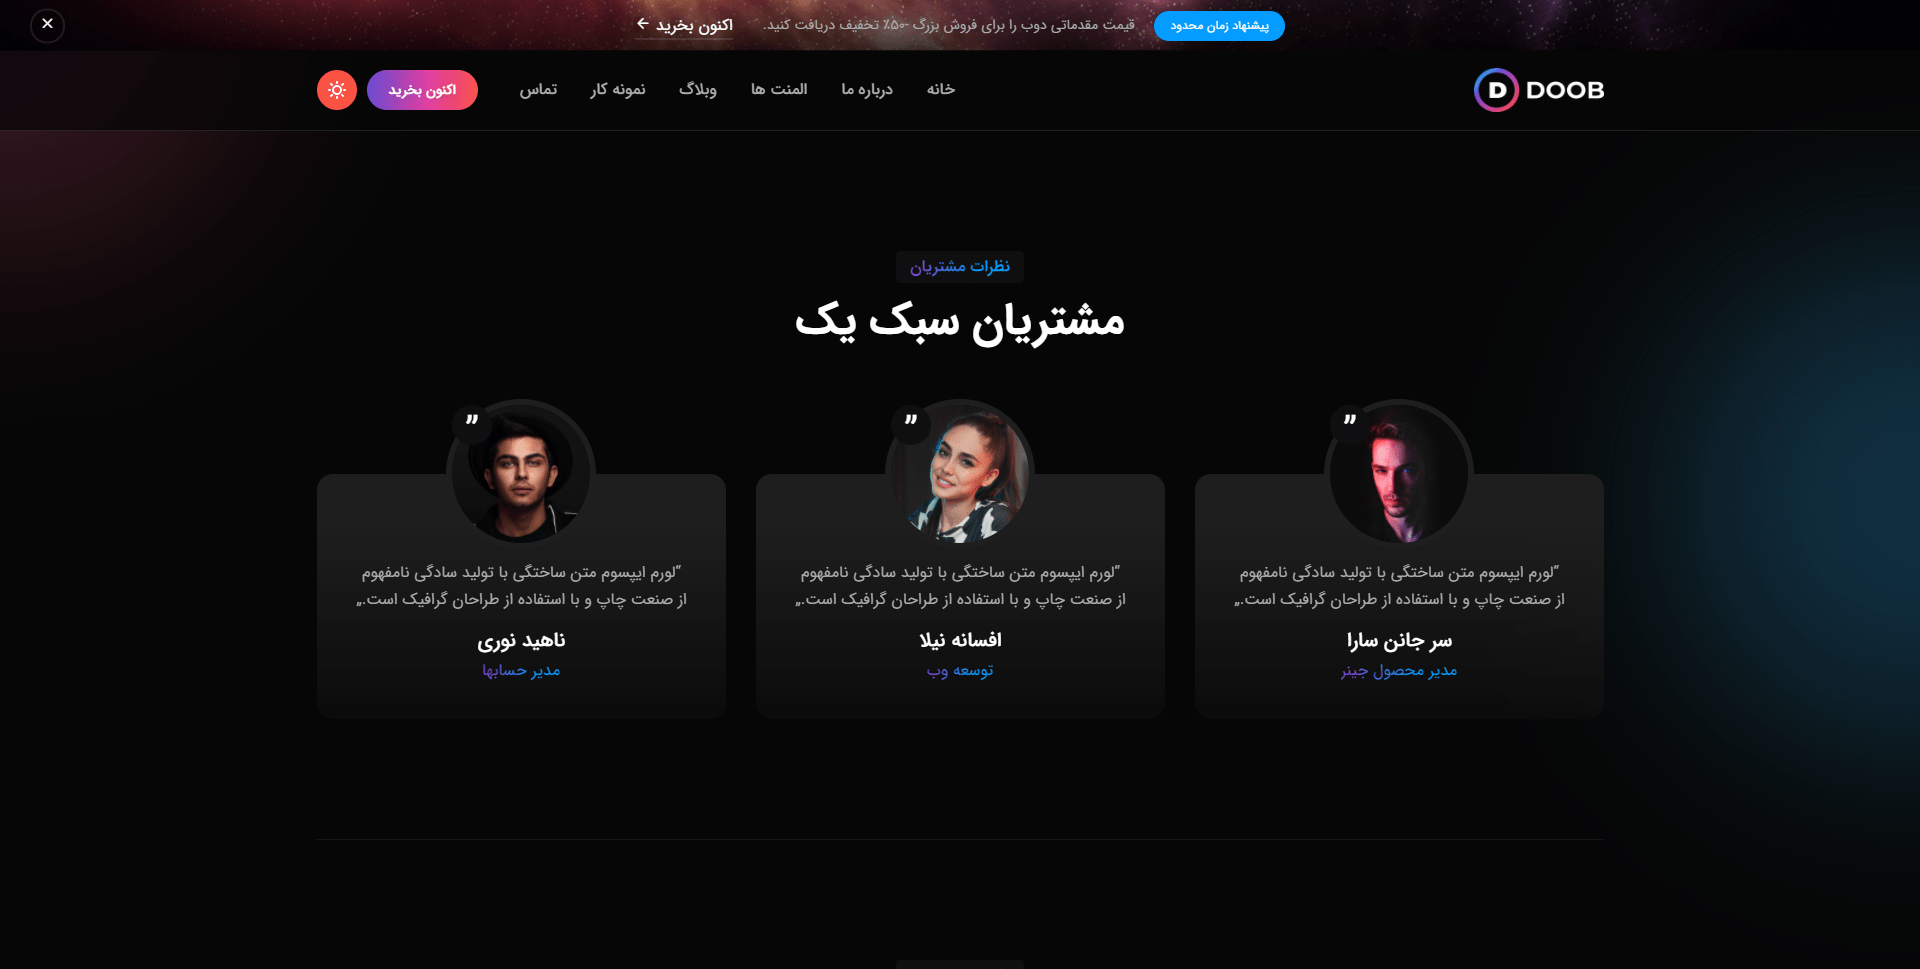 پیشنهاد زمان محدود
قیمت مقدماتی دوب را برای فروش بزرگ -۵۰٪ تخفیف دریافت کنید.
اکنون بخرید
D DOOB
خانه
درباره ما
المنت ها
وبلاگ
نمونه کار
تماس
اکنون بخرید
نظرات مشتریان
مشتریان سبک یک
”
“لورم ایپسوم متن ساختگی با تولید سادگی نامفهوم
از صنعت چاپ و با استفاده از طراحان گرافیک است.„
سر جانن سارا
مدیر محصول جینر
”
“لورم ایپسوم متن ساختگی با تولید سادگی نامفهوم
از صنعت چاپ و با استفاده از طراحان گرافیک است.„
افسانه نیلا
توسعه وب
”
“لورم ایپسوم متن ساختگی با تولید سادگی نامفهوم
از صنعت چاپ و با استفاده از طراحان گرافیک است.„
ناهید نوری
مدیر حسابها